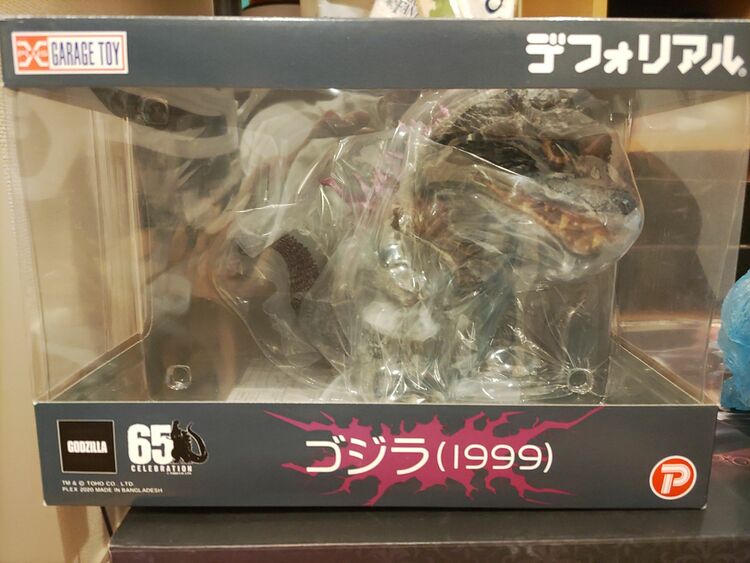 GARAGE TOY
デフォリアル®
GODZILLA
65
CELEBRATION
ゴジラ(1999)
TM & © TOHO CO., LTD.
PLEX 2020 MADE IN BANGLADESH
P